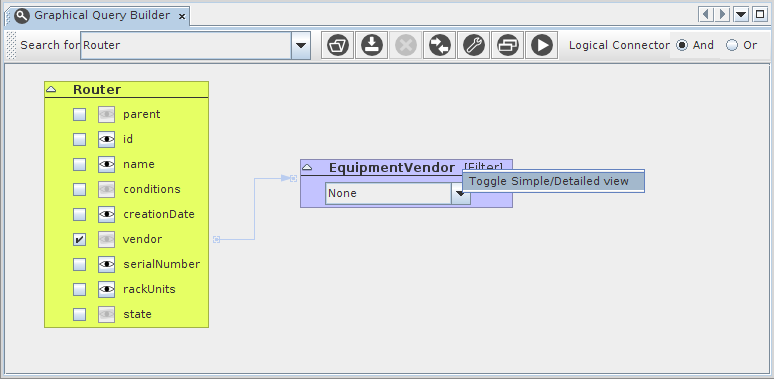 Graphical Query Builder
Search for Router Logical Connector And Or
Router
parent
id
name
conditions
creationDate
vendor
serialNumber
rackUnits
state
EquipmentVendor [Filter]
Toggle Simple/Detailed view
None